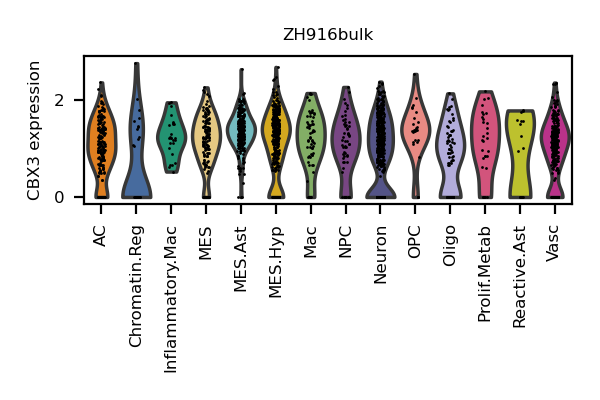 ZH916bulk
CBX3 expression
2
0
AC
Chromatin.Reg
Inflammatory.Mac
MES
MES.Ast
MES.Hyp
Mac
NPC
Neuron
OPC
Oligo
Prolif.Metab
Reactive.Ast
Vasc